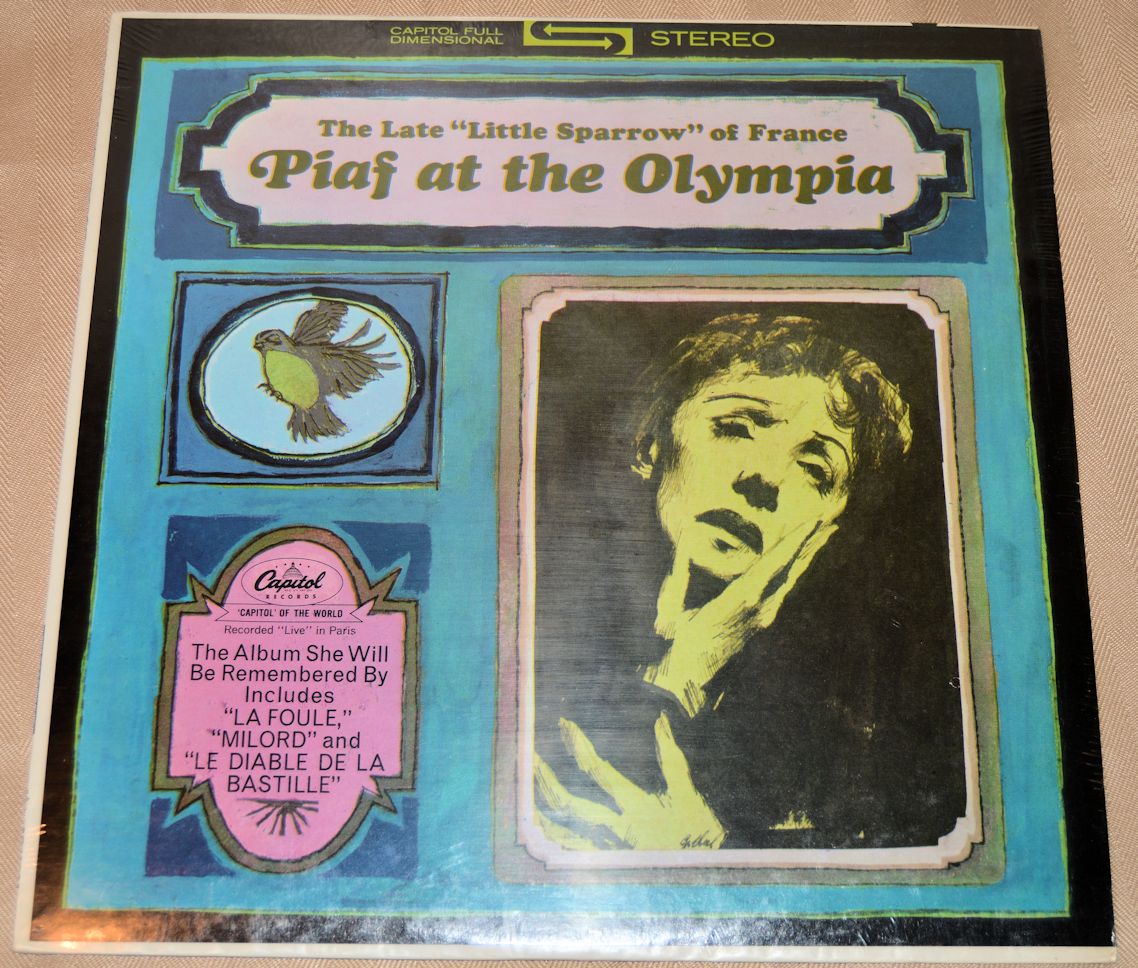 CAPITOL FULL
DIMENSIONAL
STEREO
The Late “Little Sparrow” of France
Piaf at the Olympia
Capitol
RECORDS
‘CAPITOL’ OF THE WORLD
Recorded “Live” in Paris
The Album She Will
Be Remembered By
Includes
“LA FOULE,”
“MILORD” and
“LE DIABLE DE LA
BASTILLE”